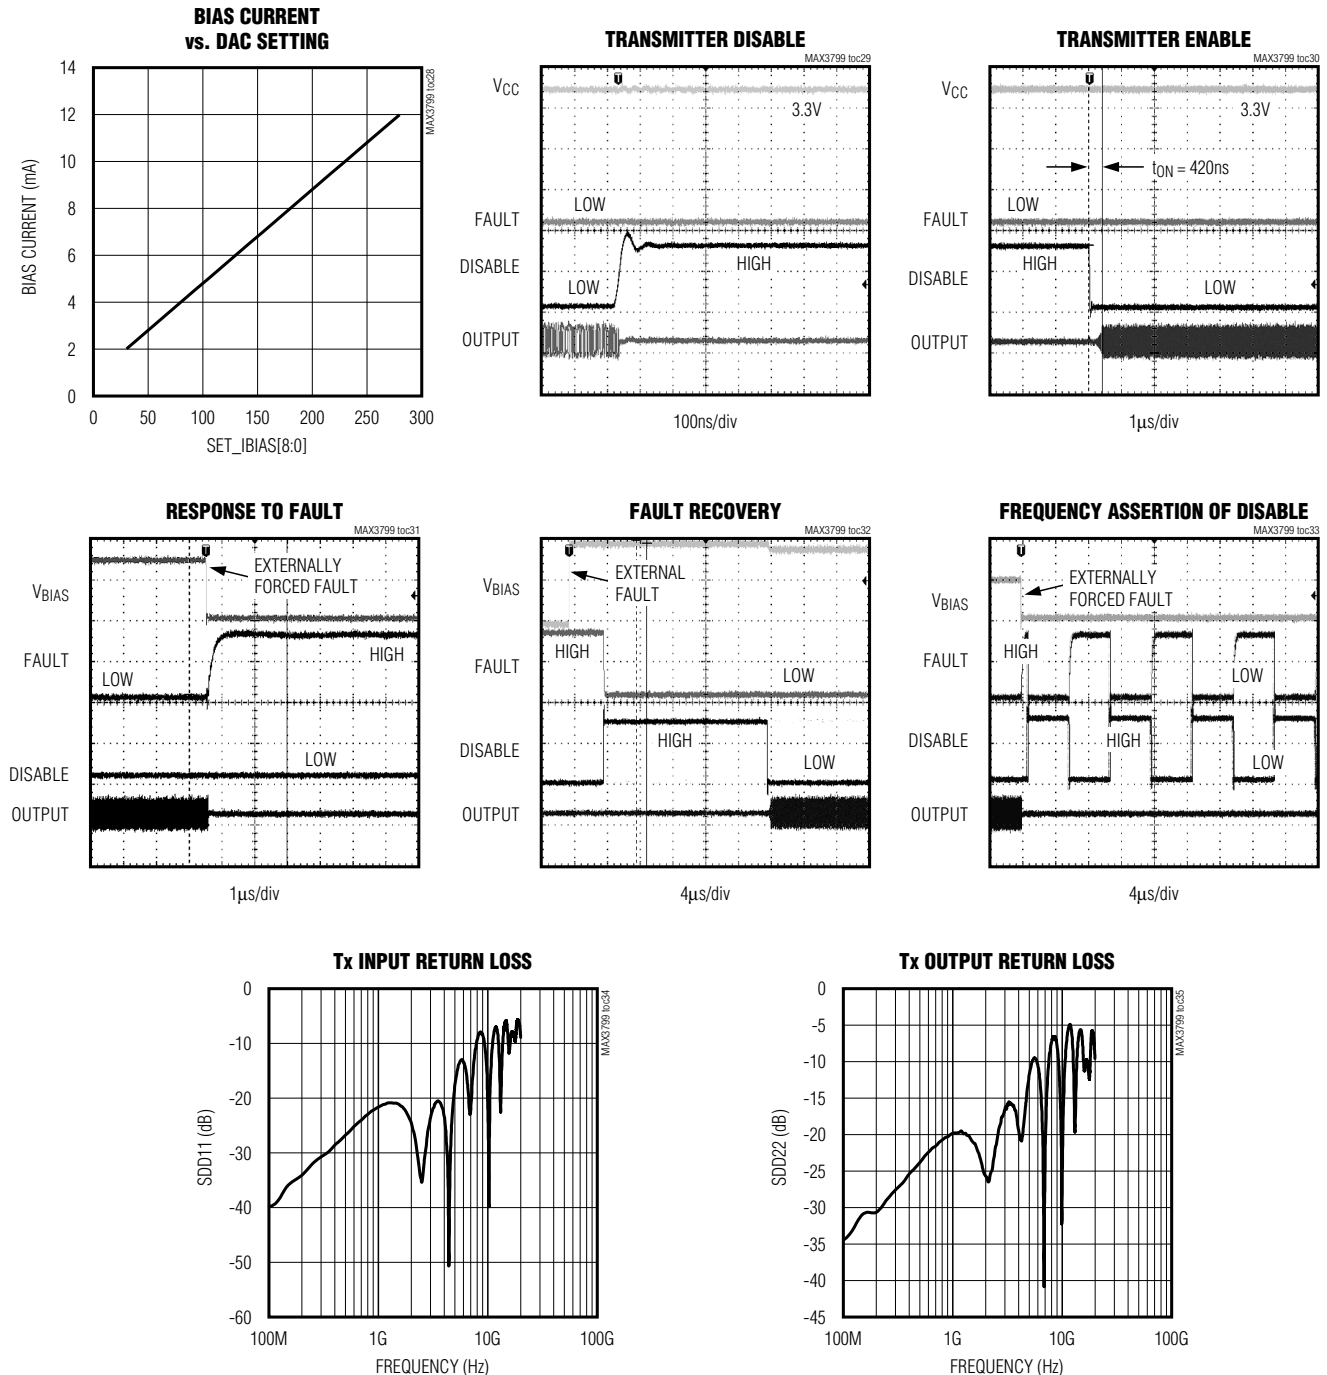 BIAS CURRENT
vs. DAC SETTING
MAX3799 toc28
14
12
10
8
6
4
2
0
BIAS CURRENT (mA)
0 50 100 150 200 250 300
SET_IBIAS[8:0]
TRANSMITTER DISABLE
MAX3799 toc29
VCC
3.3V
FAULT
LOW
DISABLE
HIGH
LOW
OUTPUT
100ns/div
TRANSMITTER ENABLE
MAX3799 toc30
VCC
3.3V
tON = 420ns
FAULT
LOW
DISABLE
HIGH
LOW
OUTPUT
1µs/div
RESPONSE TO FAULT
MAX3799 toc31
EXTERNALLY
FORCED FAULT
VBIAS
FAULT
HIGH
LOW
DISABLE
LOW
OUTPUT
1µs/div
FAULT RECOVERY
MAX3799 toc32
EXTERNAL
FAULT
VBIAS
FAULT
HIGH
LOW
DISABLE
HIGH
LOW
OUTPUT
4µs/div
FREQUENCY ASSERTION OF DISABLE
MAX3799 toc33
EXTERNALLY
FORCED FAULT
VBIAS
FAULT
HIGH
LOW
DISABLE
HIGH
LOW
OUTPUT
4µs/div
Tx INPUT RETURN LOSS
MAX3799 toc34
0
-10
-20
-30
-40
-50
-60
SDD11 (dB)
100M 1G 10G 100G
FREQUENCY (Hz)
Tx OUTPUT RETURN LOSS
MAX3799 toc35
0
-5
-10
-15
-20
-25
-30
-35
-40
-45
SDD22 (dB)
100M 1G 10G 100G
FREQUENCY (Hz)